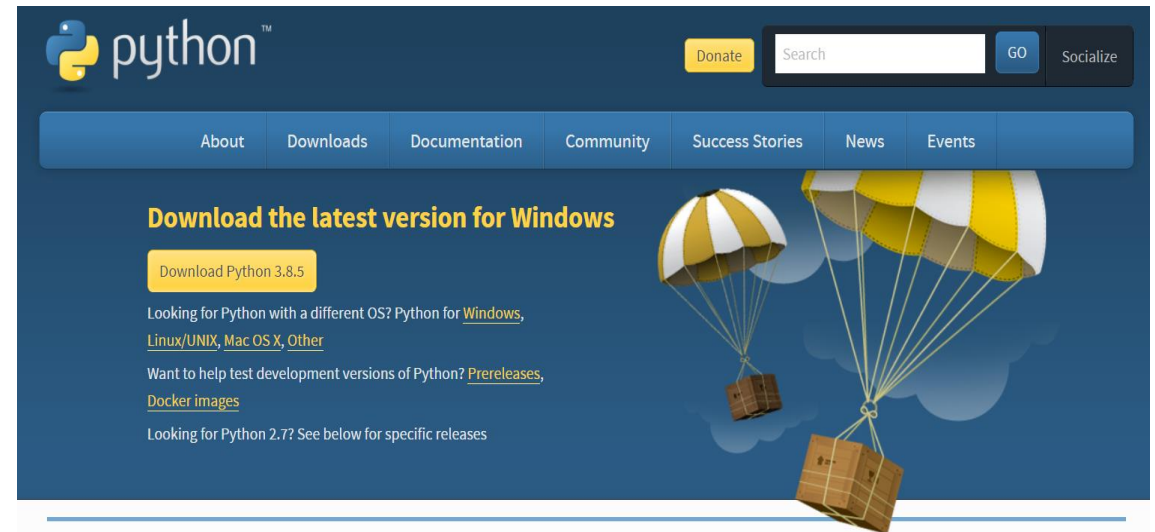 python™
Donate
Search
GO
Socialize
About Downloads Documentation Community Success Stories News Events
Download the latest version for Windows
Download Python 3.8.5
Looking for Python with a different OS? Python for Windows,
Linux/UNIX, Mac OS X, Other
Want to help test development versions of Python? Prereleases,
Docker images
Looking for Python 2.7? See below for specific releases